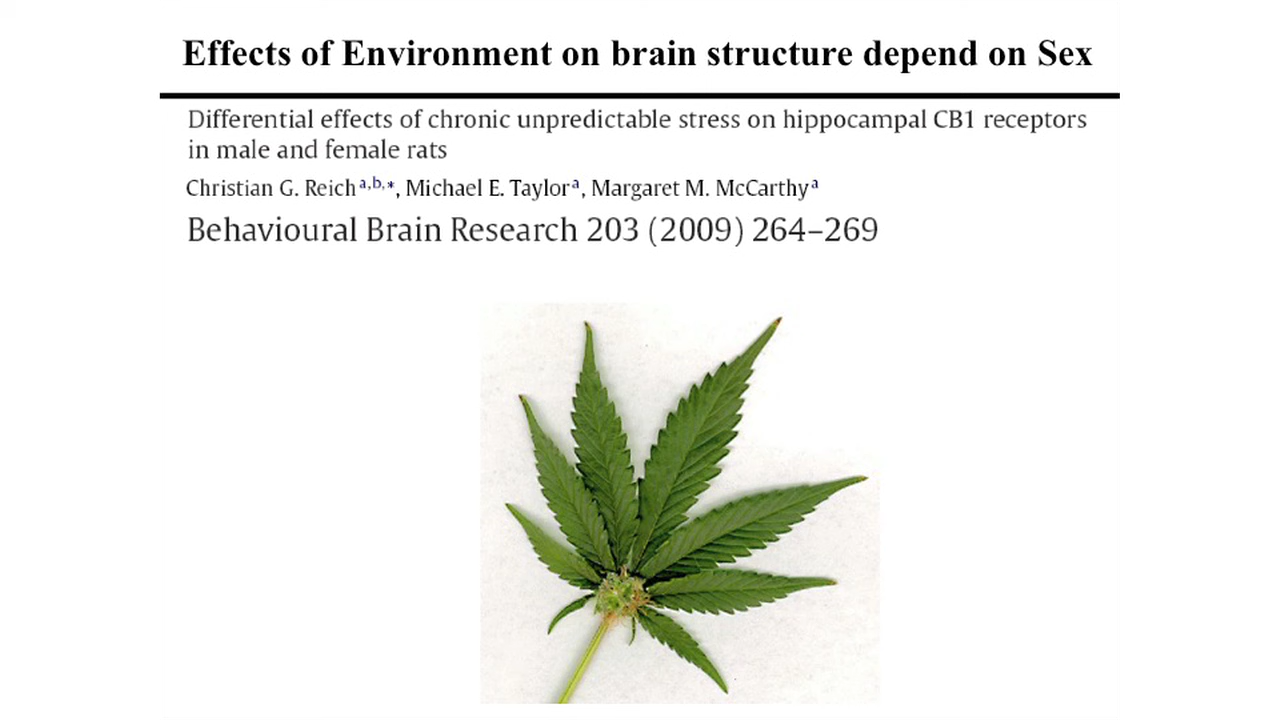 Effects of Environment on brain structure depend on Sex
Differential effects of chronic unpredictable stress on hippocampal CB1 receptors
in male and female rats
Christian G. Reich a,b,*, Michael E. Taylor a, Margaret M. McCarthy a
Behavioural Brain Research 203 (2009) 264–269